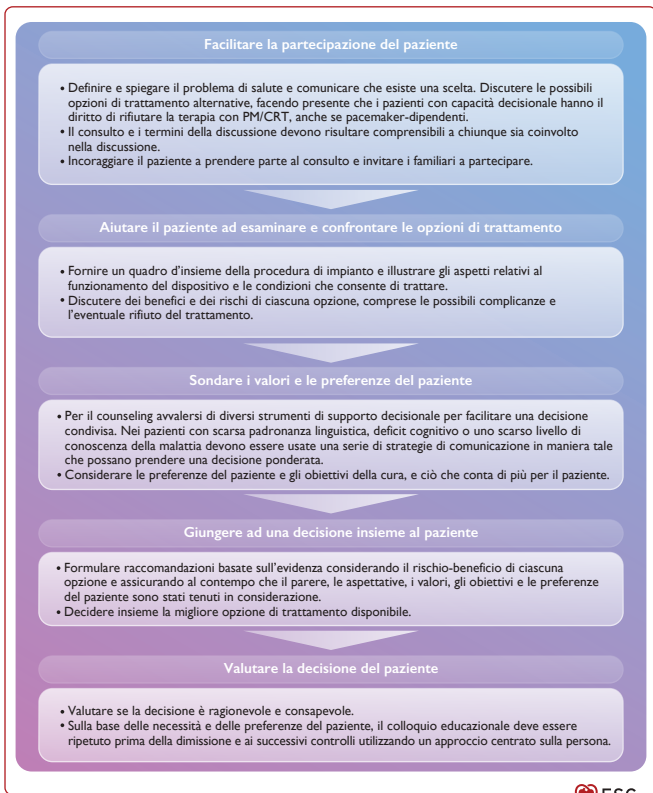 Facilitare la partecipazione del paziente
• Definire e spiegare il problema di salute e comunicare che esiste una scelta. Discutere le possibili
opzioni di trattamento alternative, facendo presente che i pazienti con capacità decisionale hanno il
diritto di rifiutare la terapia con PM/CRT, anche se pacemaker-dipendenti.
• Il consulto e i termini della discussione devono risultare comprensibili a chiunque sia coinvolto
nella discussione.
• Incoraggiare il paziente a prendere parte al consulto e invitare i familiari a partecipare.
Aiutare il paziente ad esaminare e confrontare le opzioni di trattamento
• Fornire un quadro d'insieme della procedura di impianto e illustrare gli aspetti relativi al
funzionamento del dispositivo e le condizioni che consente di trattare.
• Discutere dei benefici e dei rischi di ciascuna opzione, comprese le possibili complicanze e
l'eventuale rifiuto del trattamento.
Sondare i valori e le preferenze del paziente
• Per il counseling avvalersi di diversi strumenti di supporto decisionale per facilitare una decisione
condivisa. Nei pazienti con scarsa padronanza linguistica, deficit cognitivo o uno scarso livello di
conoscenza della malattia devono essere usate una serie di strategie di comunicazione in maniera tale
che possano prendere una decisione ponderata.
• Considerare le preferenze del paziente e gli obiettivi della cura, e ciò che conta di più per il paziente.
Giungere ad una decisione insieme al paziente
• Formulare raccomandazioni basate sull'evidenza considerando il rischio-beneficio di ciascuna
opzione e assicurando al contempo che il parere, le aspettative, i valori, gli obiettivi e le preferenze
del paziente sono stati tenuti in considerazione.
• Decidere insieme la migliore opzione di trattamento disponibile.
Valutare la decisione del paziente
• Valutare se la decisione è ragionevole e consapevole.
• Sulla base delle necessità e delle preferenze del paziente, il colloquio educazionale deve essere
ripetuto prima della dimissione e ai successivi controlli utilizzando un approccio centrato sulla persona.
ESC